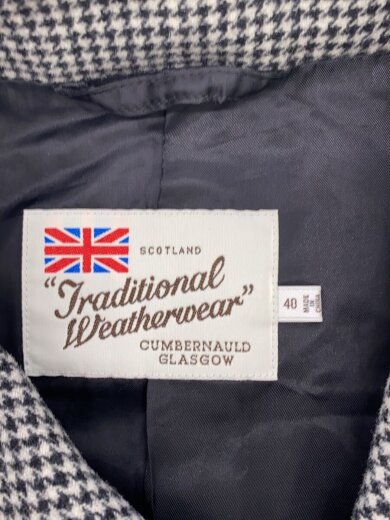 SCOTLAND
"Traditional
Weatherwear"
CUMBERNAULD
GLASGOW
40
MADE IN
CHINA